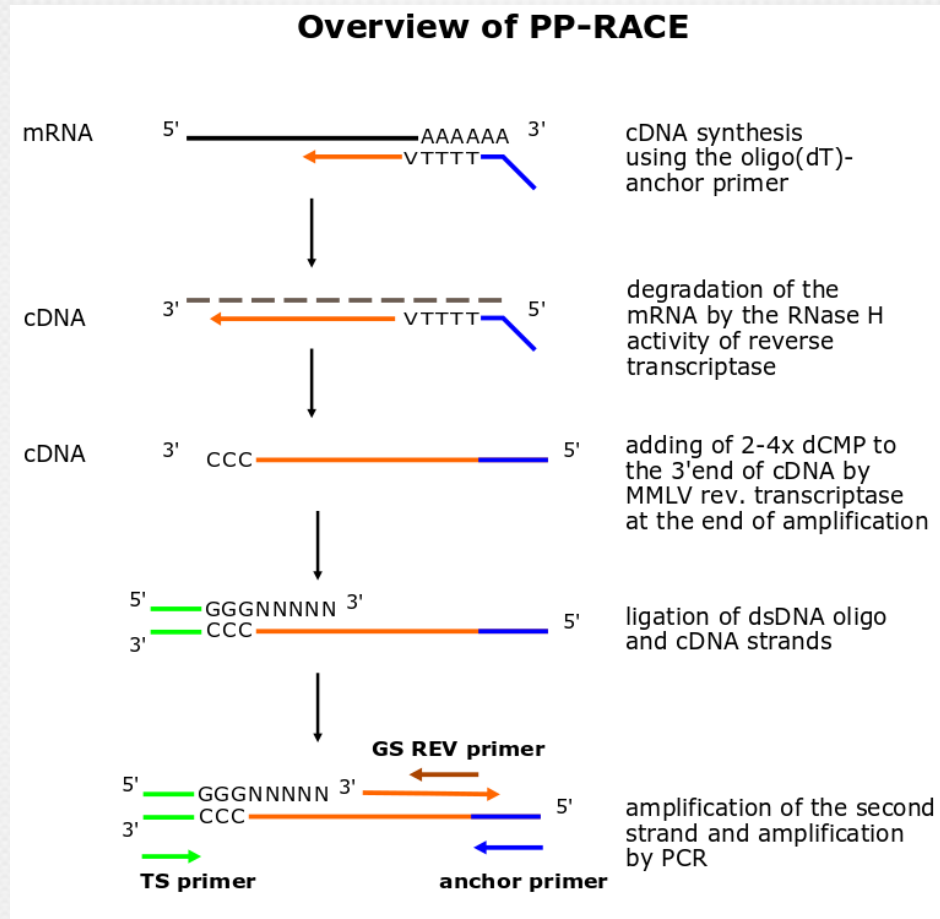 Overview of PP-RACE
mRNA
5'
AAAAAA
3'
VTTTT
cDNA synthesis
using the oligo(dT)-
anchor primer
cDNA
3'
VTTTT
5'
degradation of the
mRNA by the RNase H
activity of reverse
transcriptase
cDNA
3'
CCC
5'
adding of 2-4x dCMP to
the 3'end of cDNA by
MMLV rev. transcriptase
at the end of amplification
5'
GGGNNNNN
3'
3'
CCC
5'
ligation of dsDNA oligo
and cDNA strands
GS REV primer
5'
GGGNNNNN
3'
3'
CCC
5'
amplification of the second
strand and amplification
by PCR
TS primer
anchor primer